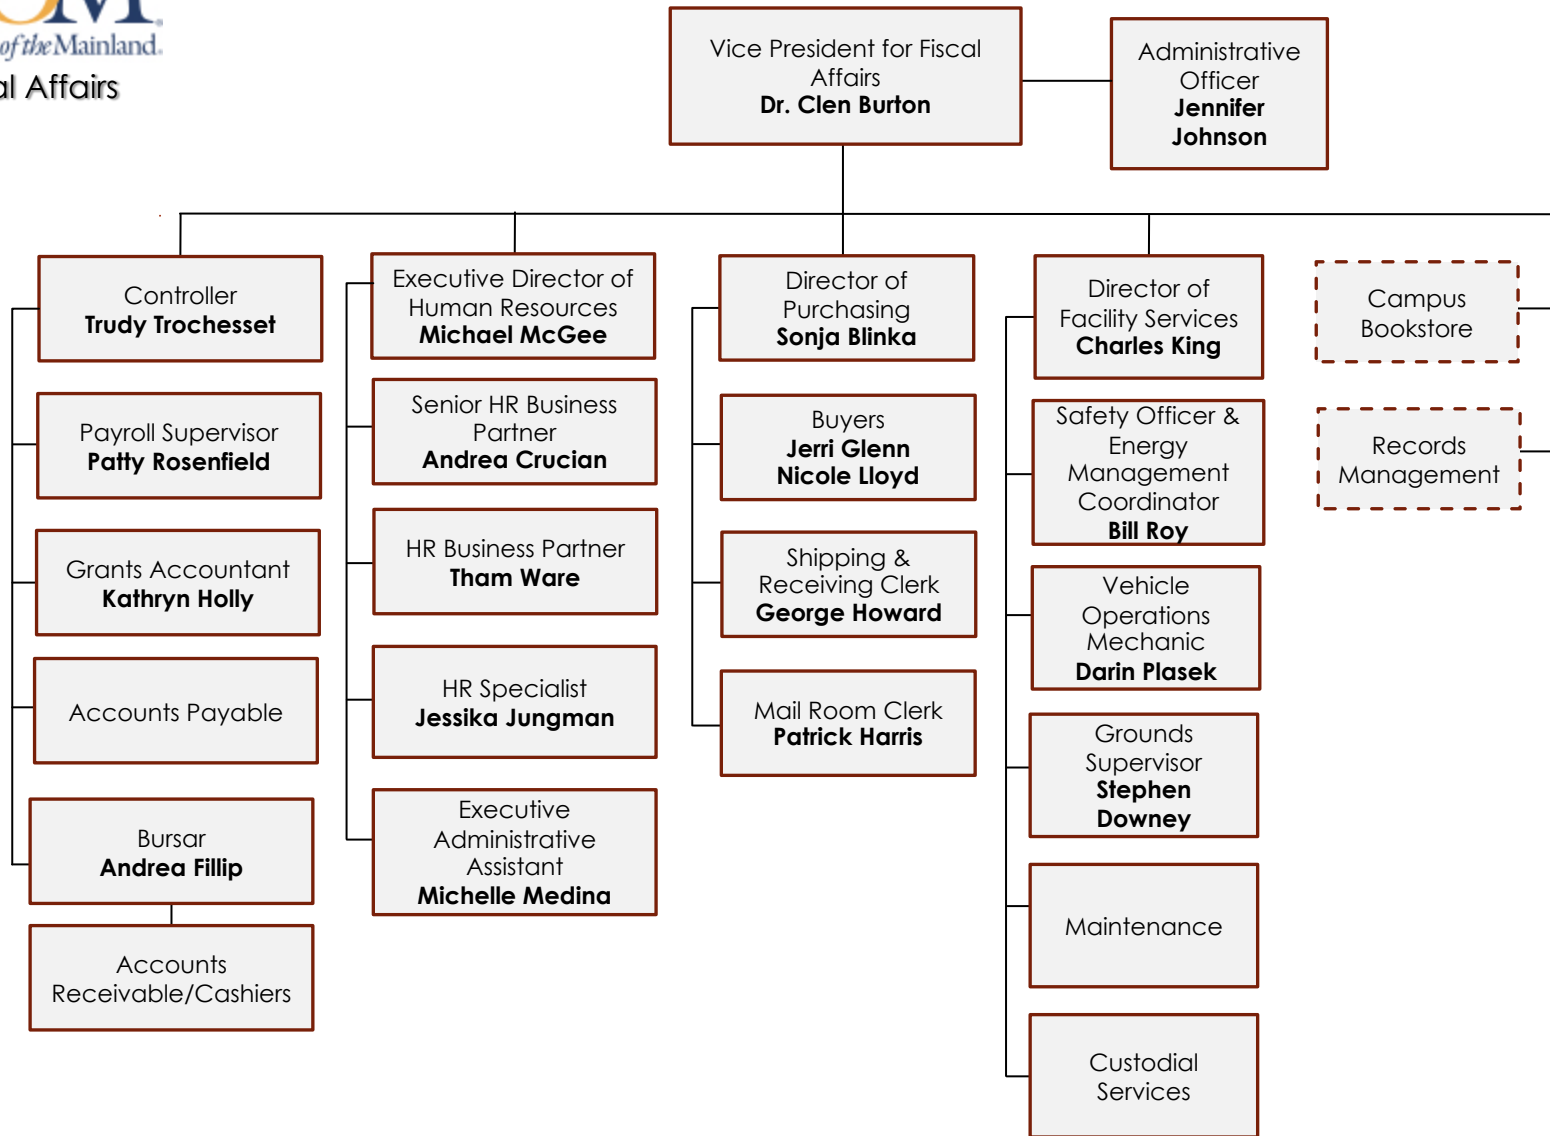 of the Mainland.
Affairs
Vice President for Fiscal
Affairs
Dr. Clen Burton
Administrative
Officer
Jennifer
Johnson
Controller
Trudy Trochesset
Payroll Supervisor
Patty Rosenfield
Grants Accountant
Kathryn Holly
Accounts Payable
Bursar
Andrea Fillip
Accounts
Receivable/Cashiers
Executive Director of
Human Resources
Michael McGee
Senior HR Business
Partner
Andrea Crucian
HR Business Partner
Tham Ware
HR Specialist
Jessika Jungman
Executive
Administrative
Assistant
Michelle Medina
Director of
Purchasing
Sonja Blinka
Buyers
Jerri Glenn
Nicole Lloyd
Shipping &
Receiving Clerk
George Howard
Mail Room Clerk
Patrick Harris
Director of
Facility Services
Charles King
Safety Officer &
Energy
Management
Coordinator
Bill Roy
Vehicle
Operations
Mechanic
Darin Plasek
Grounds
Supervisor
Stephen
Downey
Maintenance
Custodial
Services
Campus
Bookstore
Records
Management